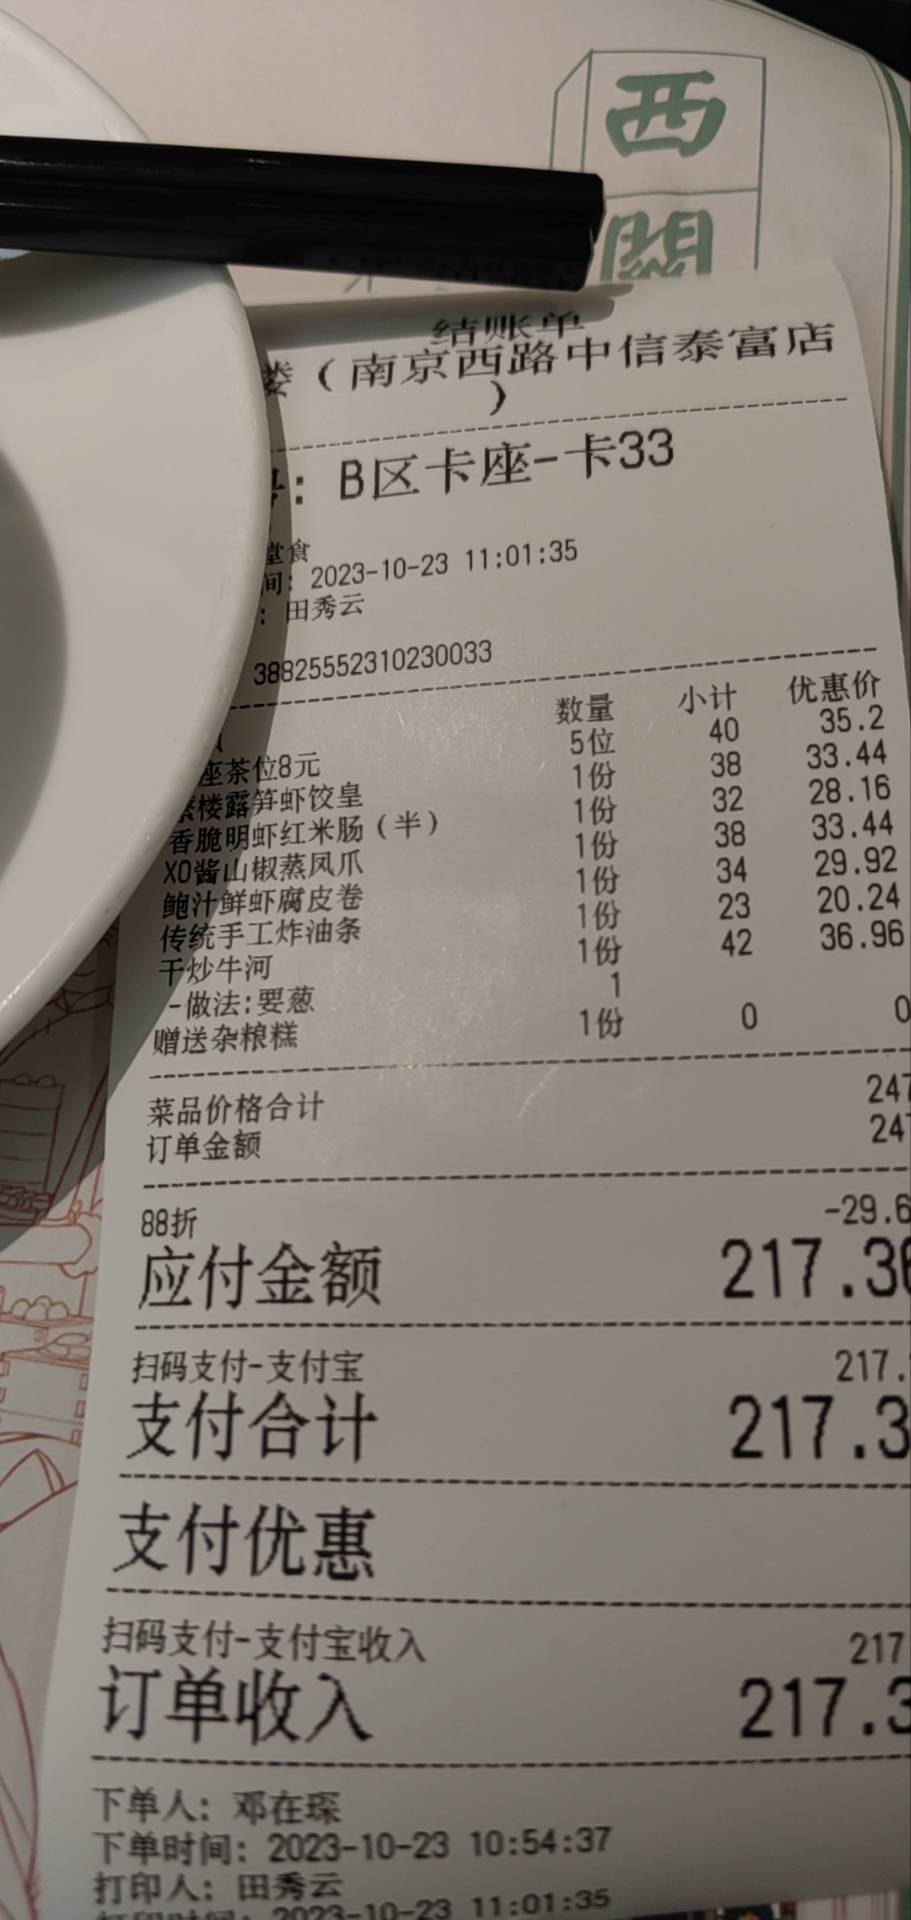 西
關
结账单
楼（南京西路中信泰富店
）
号：B区卡座-卡33
堂食
间：2023-10-23 11:01:35
：田秀云
38825552310230033
数量 小计 优惠价
座茶位8元 5位 40 35.2
紫楼露笋虾饺皇 1份 38 33.44
香脆明虾红米肠（半） 1份 32 28.16
XO酱山椒蒸凤爪 1份 38 33.44
鲍汁鲜虾腐皮卷 1份 34 29.92
传统手工炸油条 1份 23 20.24
干炒牛河 1份 42 36.96
-做法:要葱 1
赠送杂粮糕 1份 0 0
菜品价格合计 247
订单金额 247
88折 -29.6
应付金额 217.36
扫码支付-支付宝 217.
支付合计 217.3
支付优惠
扫码支付-支付宝收入 217
订单收入 217.3
下单人：邓在琛
下单时间：2023-10-23 10:54:37
打印人：田秀云
打印时间：2023-10-23 11:01:35